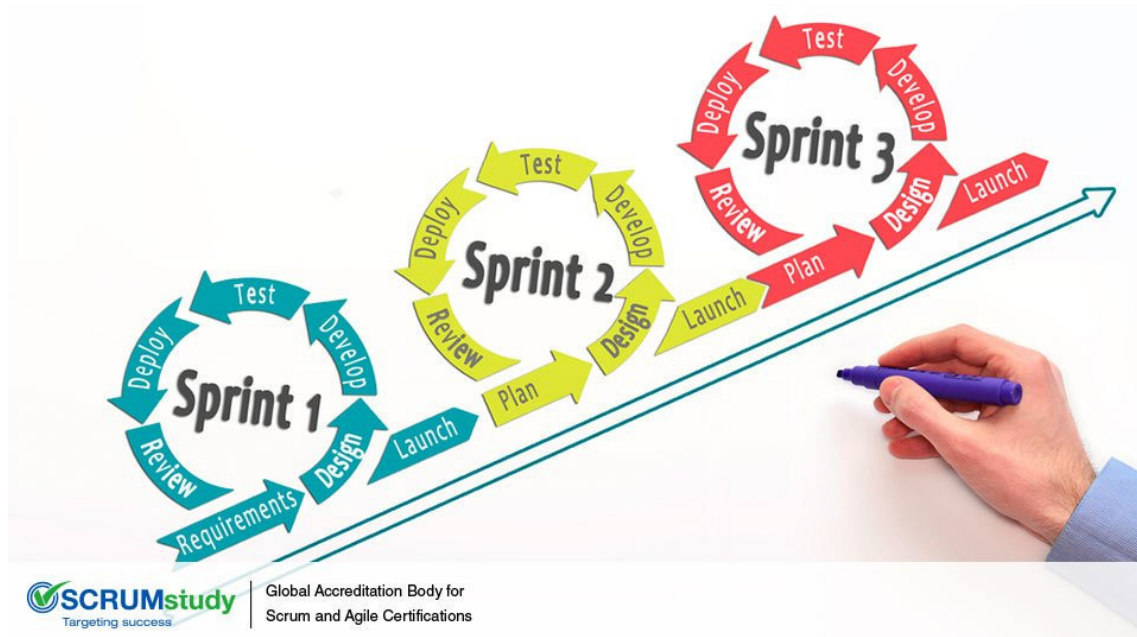 Test
Deploy
Develop
Sprint 3
Review
Design
Launch
Plan
Test
Deploy
Develop
Sprint 2
Review
Design
Launch
Plan
Test
Deploy
Develop
Sprint 1
Review
Design
Launch
Requirements
SCRUMstudy
Targeting success
Global Accreditation Body for
Scrum and Agile Certifications